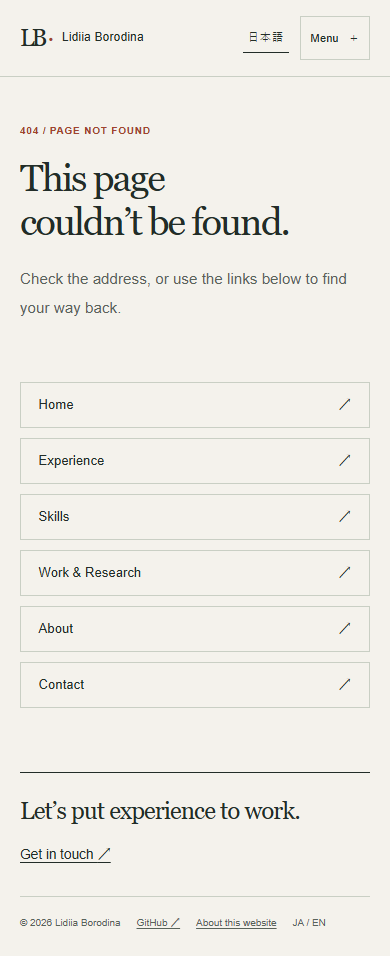 LB. Lidiia Borodina 日本語 Menu +
404 / PAGE NOT FOUND
This page
couldn’t be found.
Check the address, or use the links below to find
your way back.
Home ↗
Experience ↗
Skills ↗
Work & Research ↗
About ↗
Contact ↗
Let’s put experience to work.
Get in touch ↗
© 2026 Lidiia Borodina GitHub ↗ About this website JA / EN